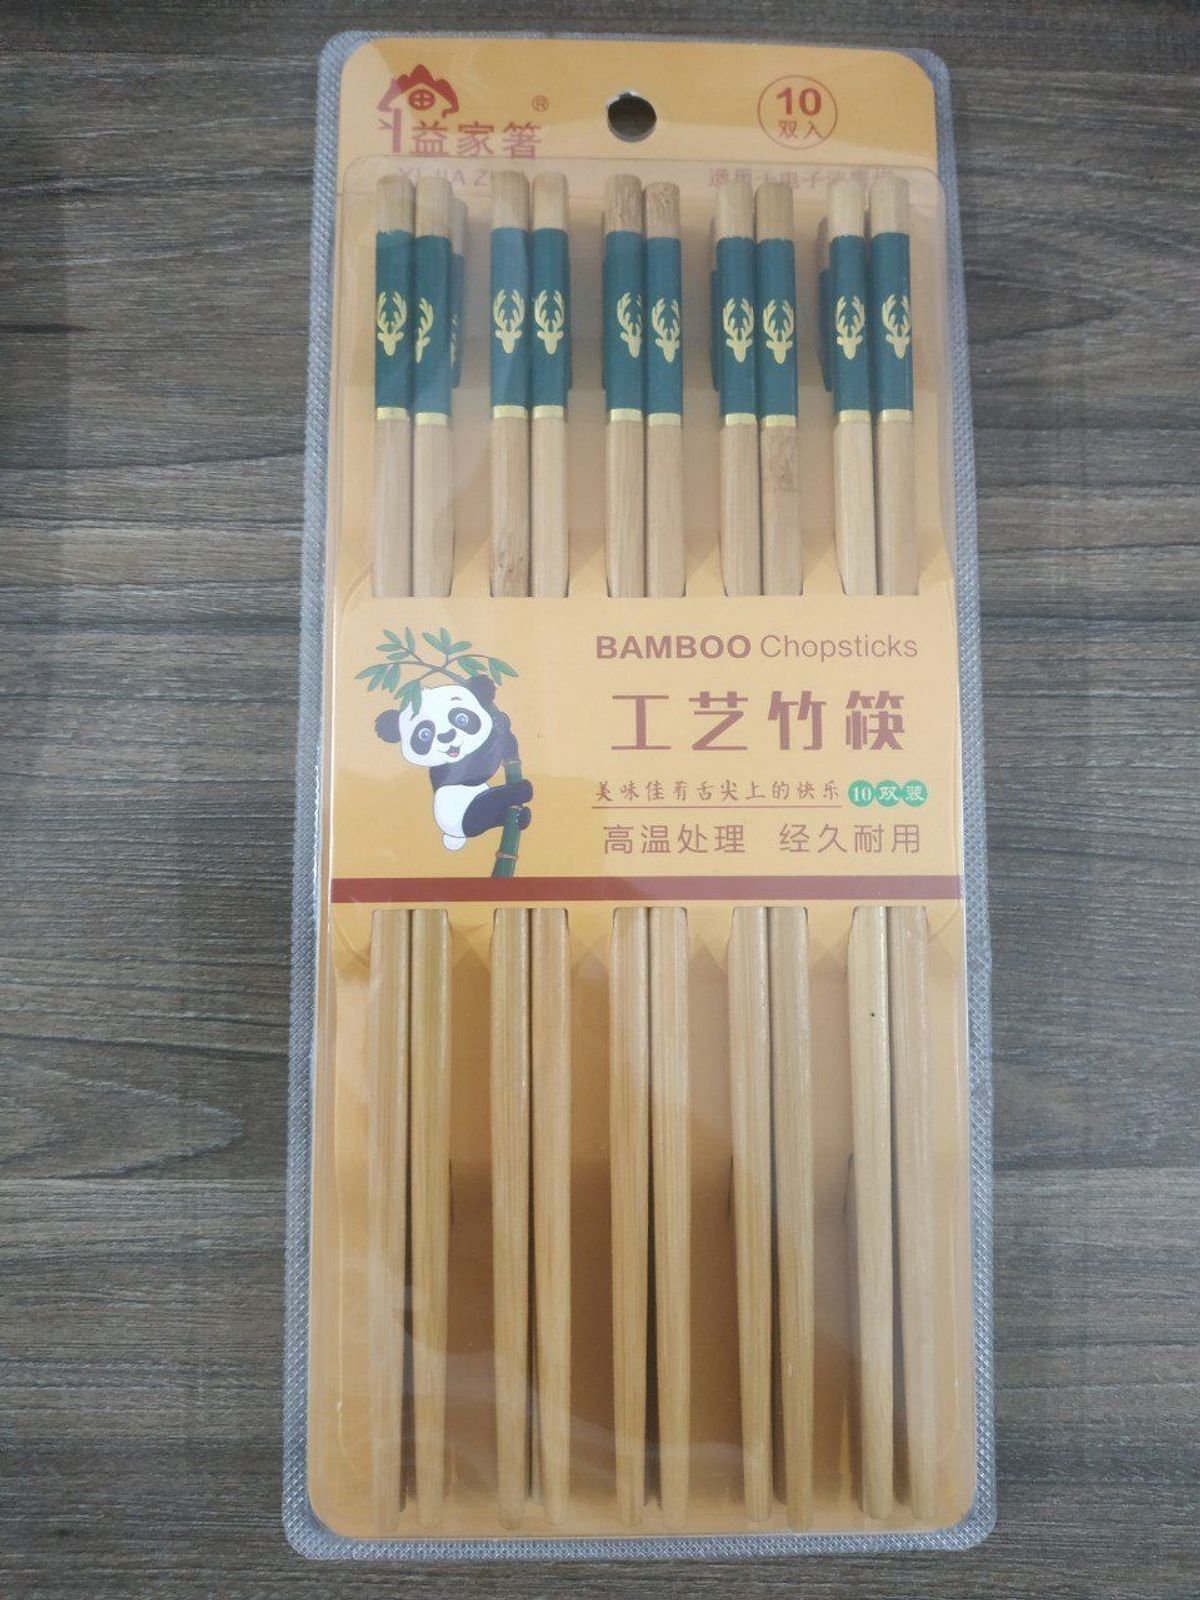 益家箸®
10
双入
BAMBOO Chopsticks
工艺竹筷
美味佳肴舌尖上的快乐 10双装
高温处理 经久耐用